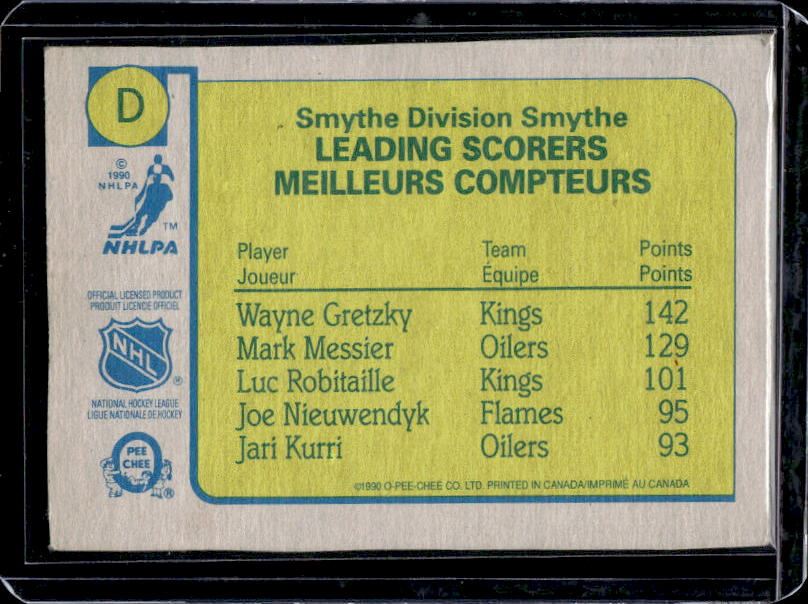 D
©
1990
NHLPA
TM
NHLPA
OFFICIAL LICENSED PRODUCT
PRODUIT LICENCIÉ OFFICIEL
NHL
®
NATIONAL HOCKEY LEAGUE
LIGUE NATIONALE DE HOCKEY
O
PEE
CHEE
®
Smythe Division Smythe
LEADING SCORERS
MEILLEURS COMPTEURS
Player Team Points
Joueur Équipe Points
Wayne Gretzky Kings 142
Mark Messier Oilers 129
Luc Robitaille Kings 101
Joe Nieuwendyk Flames 95
Jari Kurri Oilers 93
©1990 O-PEE-CHEE CO. LTD. PRINTED IN CANADA/IMPRIMÉ AU CANADA